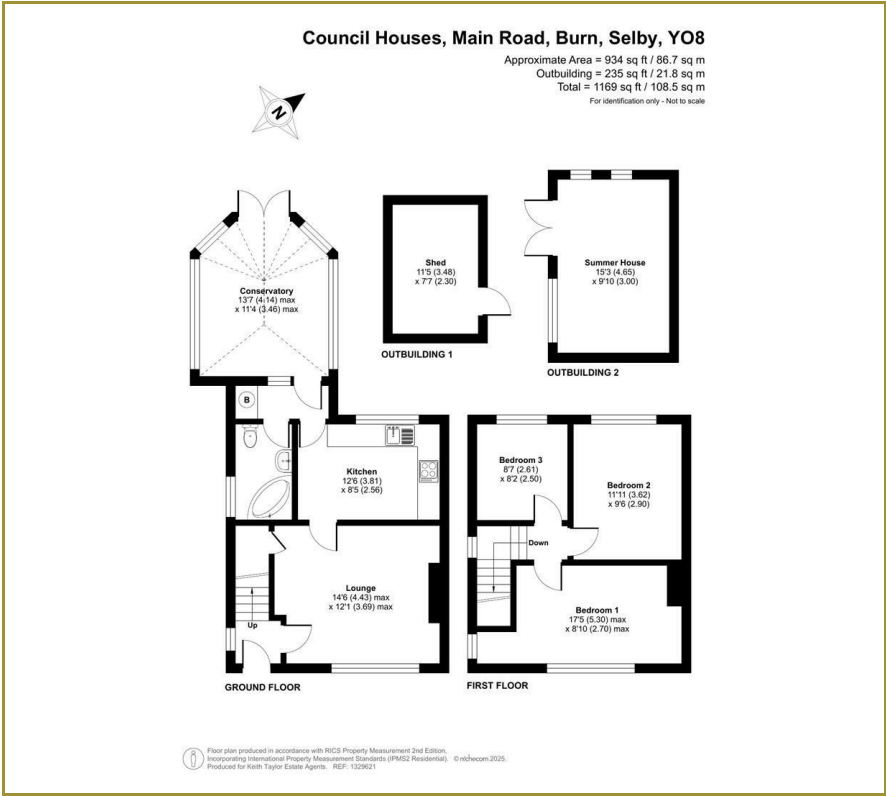 Council Houses, Main Road, Burn, Selby, YO8
Approximate Area = 934 sq ft / 86.7 sq m
Outbuilding = 235 sq ft / 21.8 sq m
Total = 1169 sq ft / 108.5 sq m
For identification only - Not to scale
N
Conservatory
13'7 (4.14) max
x 11'4 (3.46) max
Shed
11'5 (3.48)
x 7'7 (2.30)
OUTBUILDING 1
Summer House
15'3 (4.65)
x 9'10 (3.00)
OUTBUILDING 2
B
Kitchen
12'6 (3.81)
x 8'5 (2.56)
Lounge
14'6 (4.43) max
x 12'1 (3.69) max
Up
GROUND FLOOR
Bedroom 3
8'7 (2.61)
x 8'2 (2.50)
Bedroom 2
11'11 (3.62)
x 9'6 (2.90)
Down
Bedroom 1
17'5 (5.30) max
x 8'10 (2.70) max
FIRST FLOOR
Floor plan produced in accordance with RICS Property Measurement 2nd Edition,
Incorporating International Property Measurement Standards (IPMS2 Residential). © nichecom 2025.
Produced for Keith Taylor Estate Agents. REF: 1329621